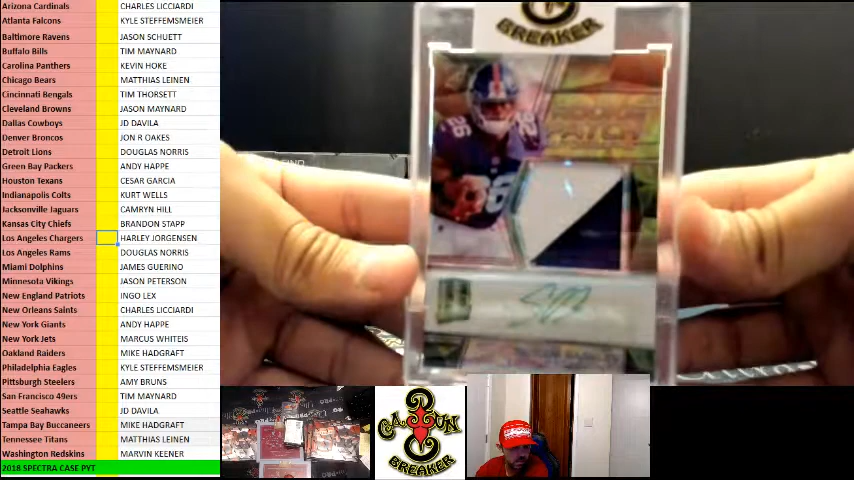 Arizona Cardinals CHARLES LICCIARDI
Atlanta Falcons KYLE STEFFEMSMEIER
Baltimore Ravens JASON SCHUETT
Buffalo Bills TIM MAYNARD
Carolina Panthers KEVIN HOKE
Chicago Bears MATTHIAS LEINEN
Cincinnati Bengals TIM THORSETT
Cleveland Browns JASON MAYNARD
Dallas Cowboys JD DAVILA
Denver Broncos JON R OAKES
Detroit Lions DOUGLAS NORRIS
Green Bay Packers ANDY HAPPE
Houston Texans CESAR GARCIA
Indianapolis Colts KURT WELLS
Jacksonville Jaguars CAMRYN HILL
Kansas City Chiefs BRANDON STAPP
Los Angeles Chargers HARLEY JORGENSEN
Los Angeles Rams DOUGLAS NORRIS
Miami Dolphins JAMES GUERINO
Minnesota Vikings JASON PETERSON
New England Patriots INGO LEX
New Orleans Saints CHARLES LICCIARDI
New York Giants ANDY HAPPE
New York Jets MARCUS WHITEIS
Oakland Raiders MIKE HADGRAFT
Philadelphia Eagles KYLE STEFFEMSMEIER
Pittsburgh Steelers AMY BRUNS
San Francisco 49ers TIM MAYNARD
Seattle Seahawks JD DAVILA
Tampa Bay Buccaneers MIKE HADGRAFT
Tennessee Titans MATTHIAS LEINEN
Washington Redskins MARVIN KEENER
2018 SPECTRA CASE PYT
BREAKER
26
26
26
CAJUN
BREAKER